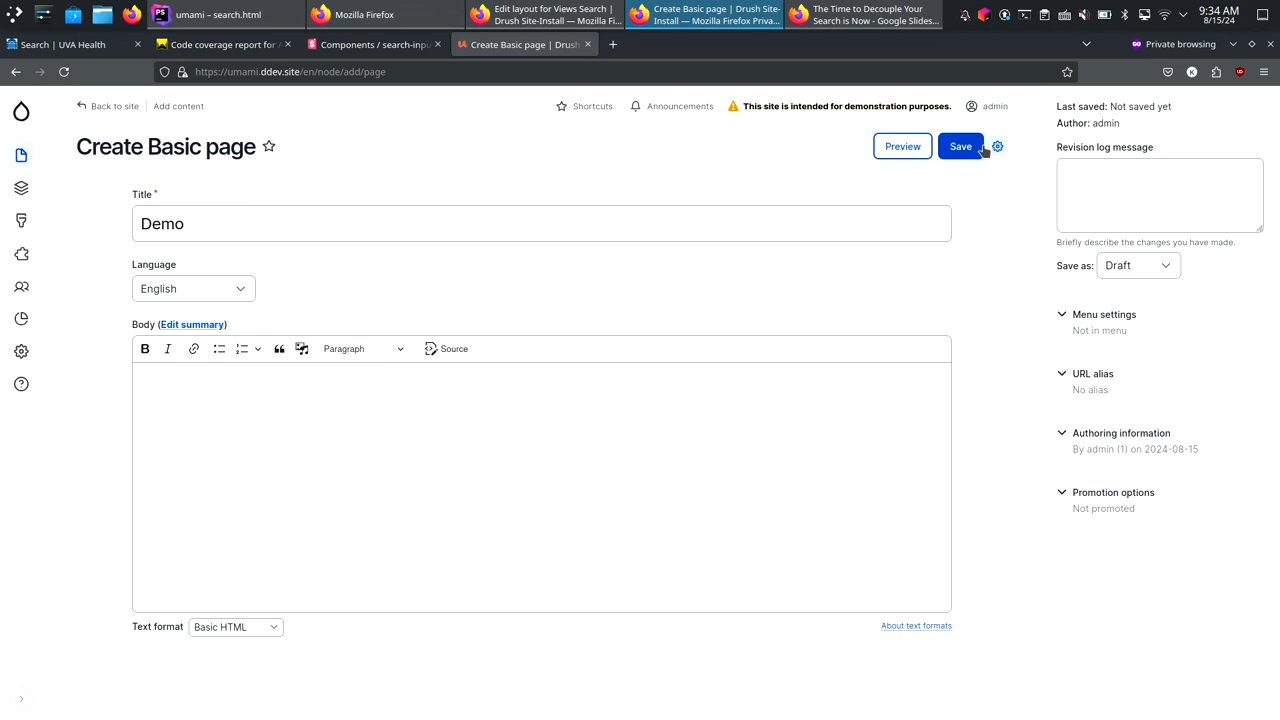 umami – search.html
Mozilla Firefox
Edit layout for Views Search |
Drush Site-Install — Mozilla Fi...
Create Basic page | Drush Site-
Install — Mozilla Firefox Priva...
The Time to Decouple Your
Search is Now - Google Slides...
9:34 AM
8/15/24
Search | UVA Health
Code coverage report for
Components / search-inpu
Create Basic page | Drush
Private browsing
https://umami.ddev.site/en/node/add/page
Back to site
Add content
Shortcuts
Announcements
This site is intended for demonstration purposes.
admin
Create Basic page
Preview
Save
Title *
Demo
Language
English
Body (Edit summary)
B I
Paragraph
Source
Text format
Basic HTML
About text formats
Last saved: Not saved yet
Author: admin
Revision log message
Briefly describe the changes you have made.
Save as:
Draft
Menu settings
Not in menu
URL alias
No alias
Authoring information
By admin (1) on 2024-08-15
Promotion options
Not promoted